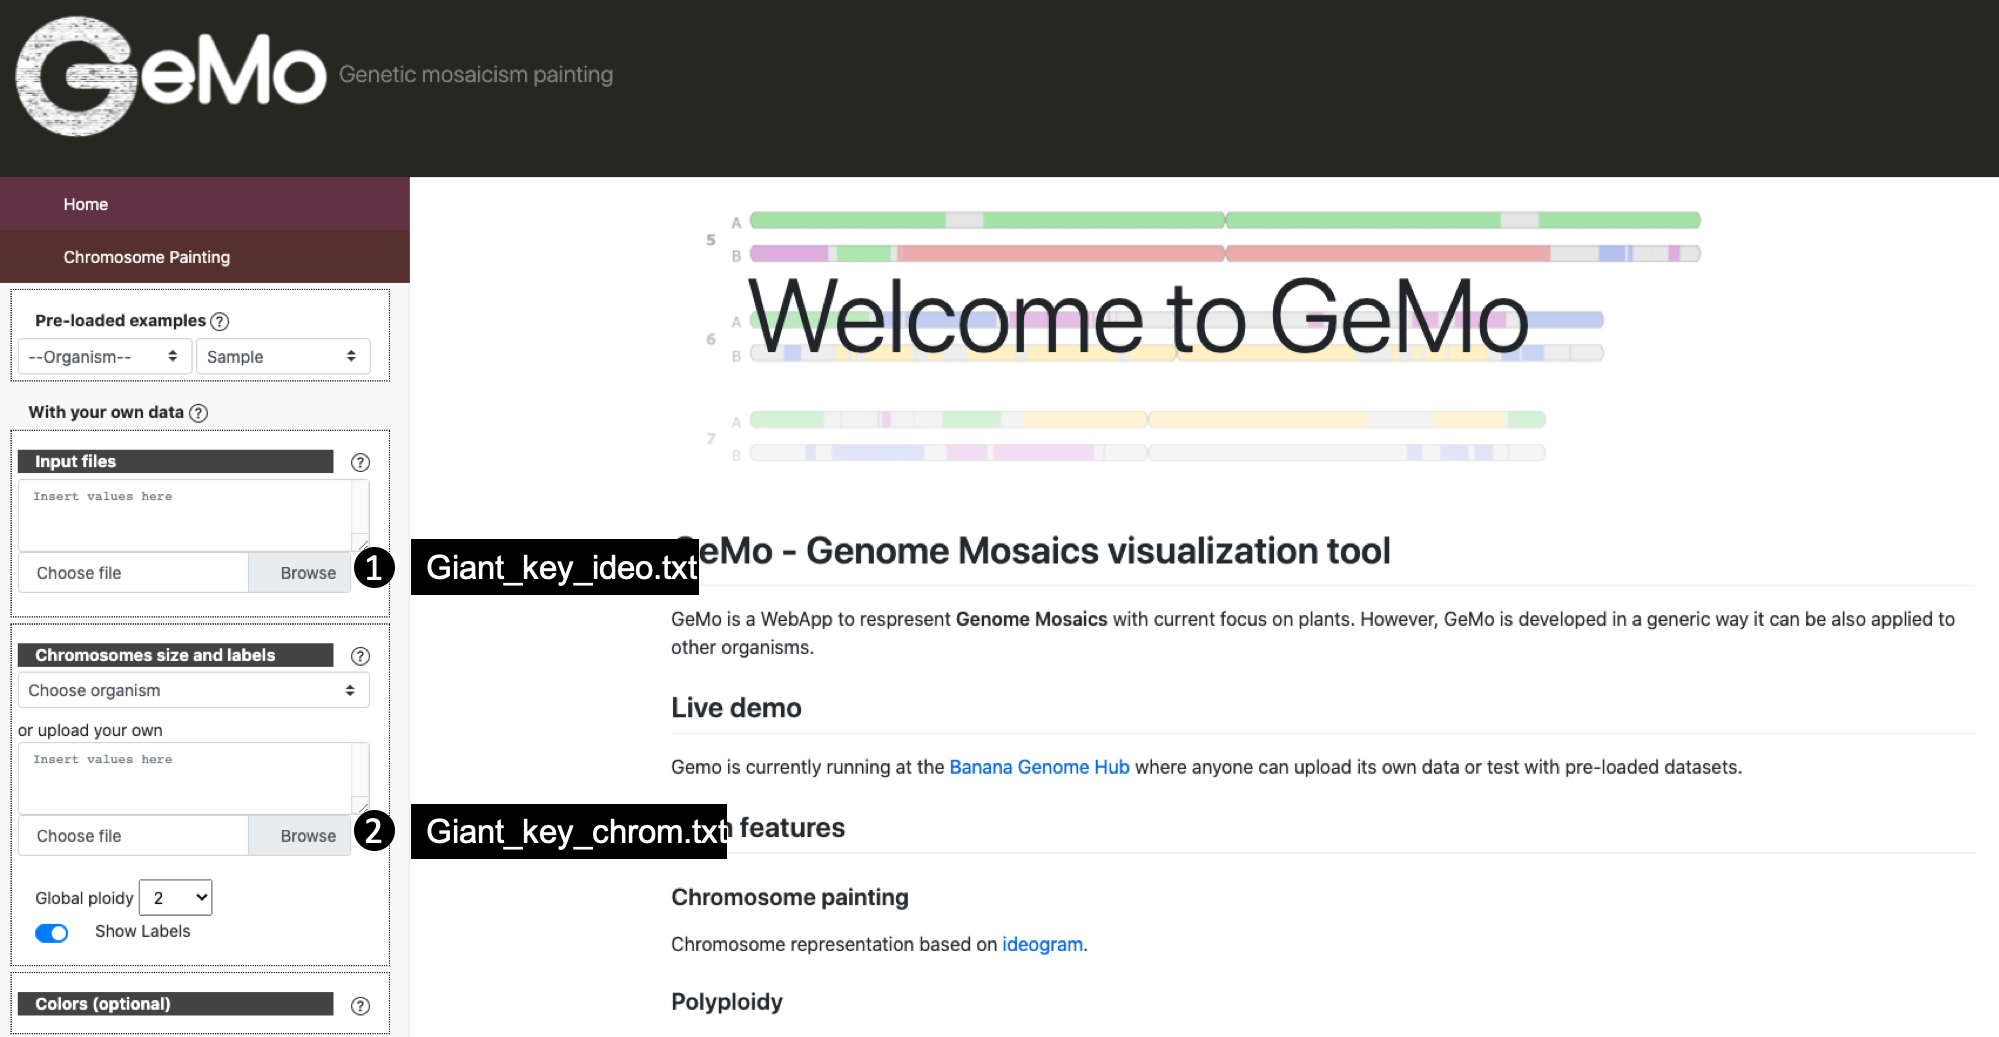 GeMo Genetic mosaicism painting
Home
Chromosome Painting
Pre-loaded examples ?
--Organism-- Sample
With your own data ?
Input files ?
Insert values here
Choose file Browse 1 Giant_key_ideo.txt
Chromosomes size and labels ?
Choose organism
or upload your own
Insert values here
Choose file Browse 2 Giant_key_chrom.txt
Global ploidy 2
Show Labels
Colors (optional) ?
A
5
B
Welcome to GeMo
A
6
B
A
7
B
GeMo - Genome Mosaics visualization tool
GeMo is a WebApp to respresent Genome Mosaics with current focus on plants. However, GeMo is developed in a generic way it can be also applied to
other organisms.
Live demo
Gemo is currently running at the Banana Genome Hub where anyone can upload its own data or test with pre-loaded datasets.
features
Chromosome painting
Chromosome representation based on ideogram.
Polyploidy